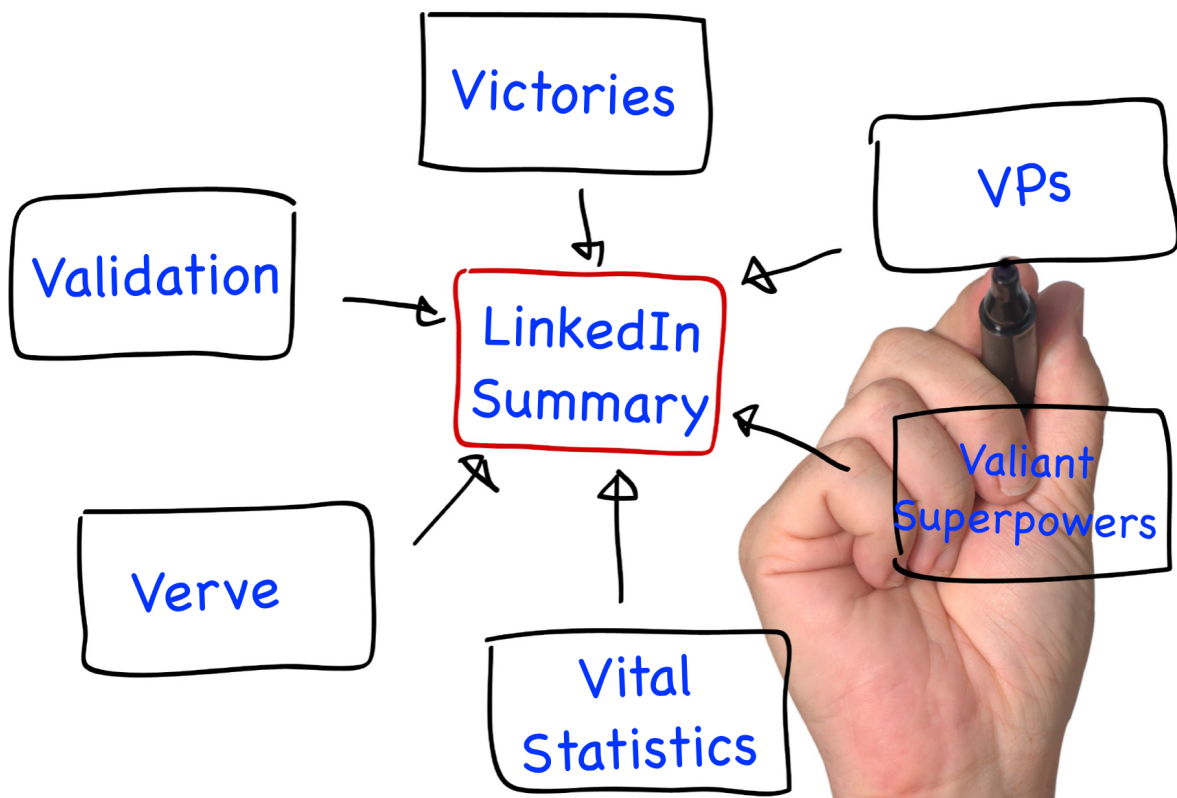 Victories
VPs
Validation
LinkedIn
Summary
Valiant
Superpowers
Verve
Vital
Statistics